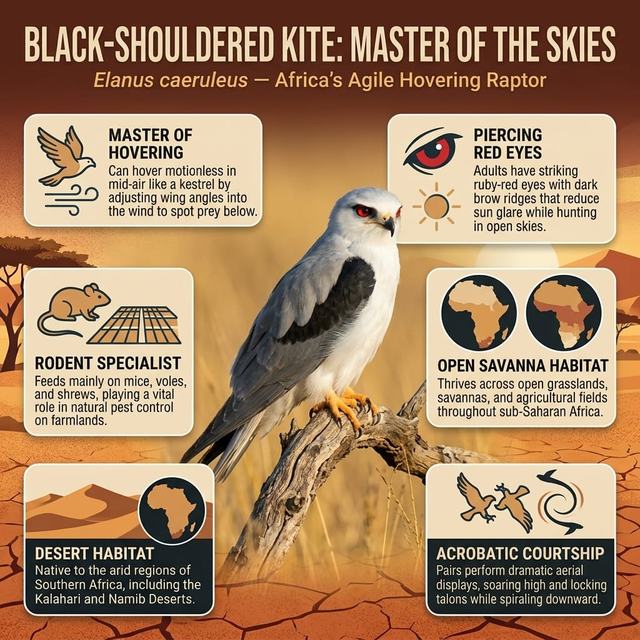 BLACK-SHOULDERED KITE: MASTER OF THE SKIES
Elanus caeruleus — Africa's Agile Hovering Raptor
MASTER OF
HOVERING
Can hover motionless in
mid-air like a kestrel by
adjusting wing angles into
the wind to spot prey below.
PIERCING
RED EYES
Adults have striking
ruby-red eyes with dark
brow ridges that reduce
sun glare while hunting
in open skies.
RODENT SPECIALIST
Feeds mainly on mice, voles,
and shrews, playing a vital
role in natural pest control
on farmlands.
OPEN SAVANNA HABITAT
Thrives across open grasslands,
savannas, and agricultural fields
throughout sub-Saharan Africa.
DESERT HABITAT
Native to the arid regions of
Southern Africa, including the
Kalahari and Namib Deserts.
ACROBATIC COURTSHIP
Pairs perform dramatic aerial
displays, soaring high and locking
talons while spiraling downward.